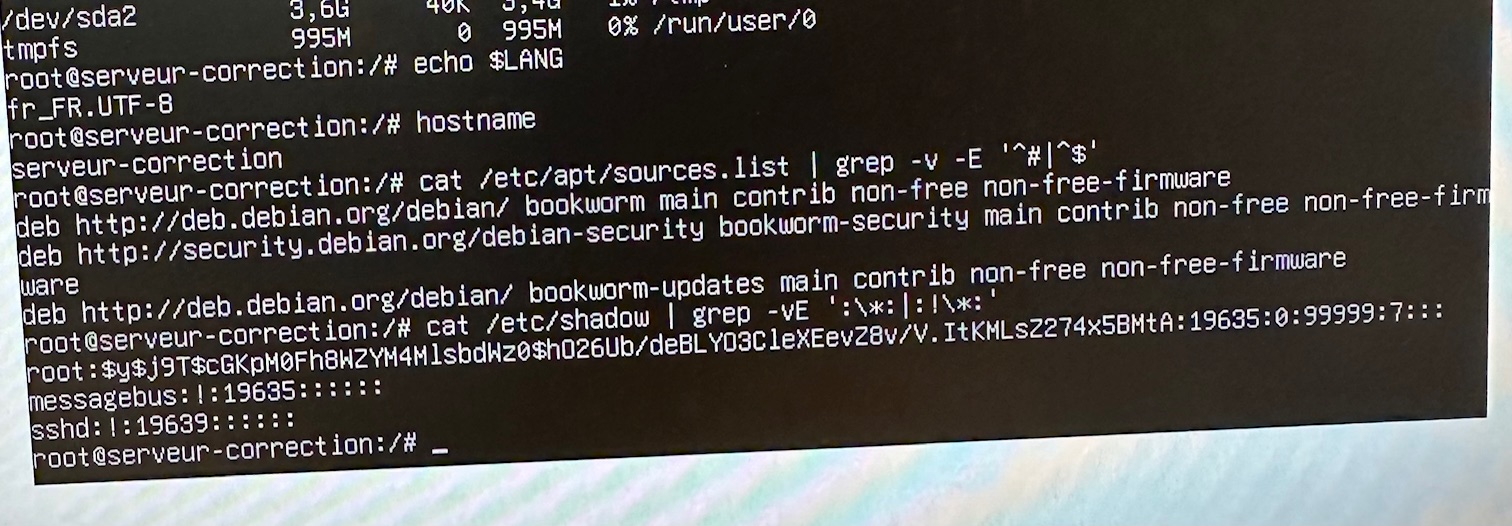 /dev/sda2 3,6G 40K 3,4G 1% /tmp
tmpfs 995M 0 995M 0% /run/user/0
root@serveur-correction:/# echo $LANG
fr_FR.UTF-8
root@serveur-correction:/# hostname
serveur-correction
root@serveur-correction:/# cat /etc/apt/sources.list | grep -v -E '^#|^$'
deb http://deb.debian.org/debian/ bookworm main contrib non-free non-free-firmware
deb http://security.debian.org/debian-security bookworm-security main contrib non-free non-free-firm
ware
deb http://deb.debian.org/debian/ bookworm-updates main contrib non-free non-free-firmware
root@serveur-correction:/# cat /etc/shadow | grep -vE ':\*:|:!\*:'
root:$y$j9T$cGKpM0Fh8WZYM4MlsbdWz0$hO26Ub/deBLYO3CleXEevZ8v/V.ItKMLsZ274x5BMtA:19635:0:99999:7:::
messagebus:!:19635::::::
sshd:!:19639::::::
root@serveur-correction:/# _